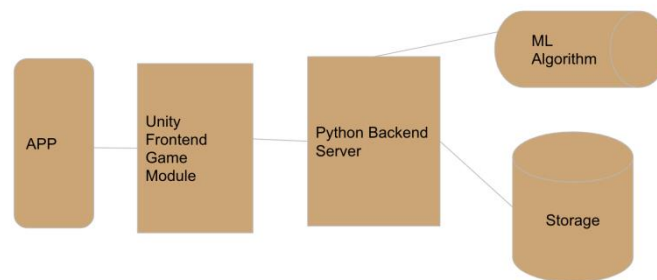 APP
Unity
Frontend
Game
Module
Python Backend
Server
ML
Algorithm
Storage